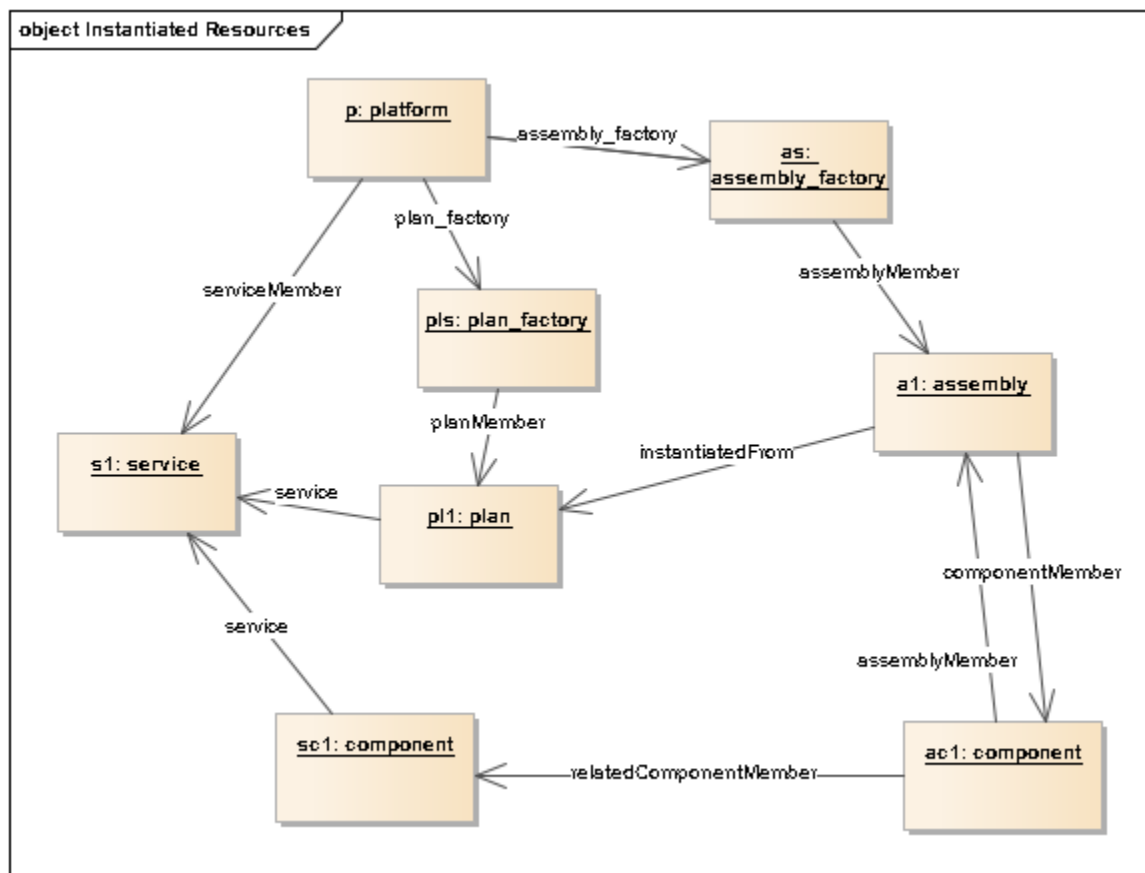 object Instantiated Resources
p: platform
assembly_factory
as:
assembly_factory
plan_factory
assemblyMember
serviceMember
pls: plan_factory
a1: assembly
planMember
instantiatedFrom
s1: service
service
pl1: plan
componentMember
service
assemblyMember
sc1: component
ac1: component
relatedComponentMember